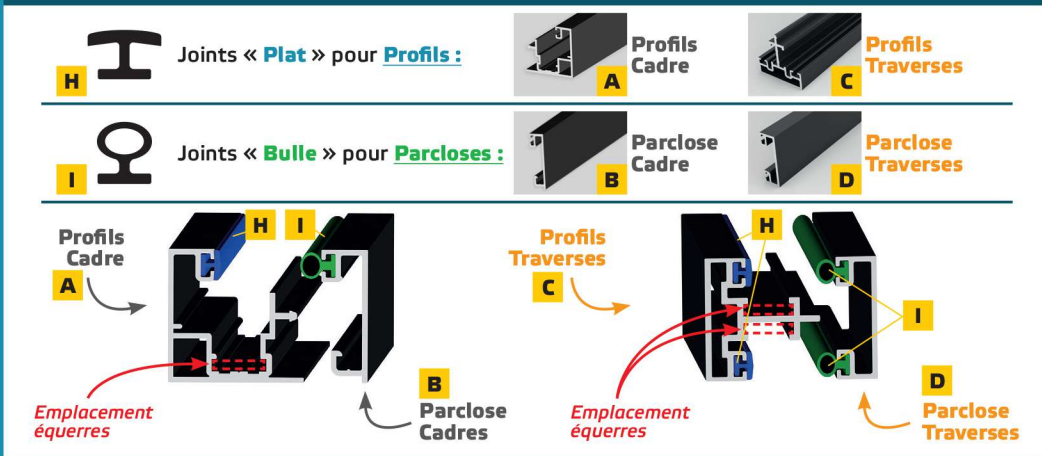 H
Joints « Plat » pour Profils :
A
Profils
Cadre
C
Profils
Traverses
I
Joints « Bulle » pour Parcloses :
B
Parclose
Cadre
D
Parclose
Traverses
Profils
Cadre
A
H
I
Emplacement
équerres
B
Parclose
Cadres
Profils
Traverses
C
H
I
Emplacement
équerres
D
Parclose
Traverses